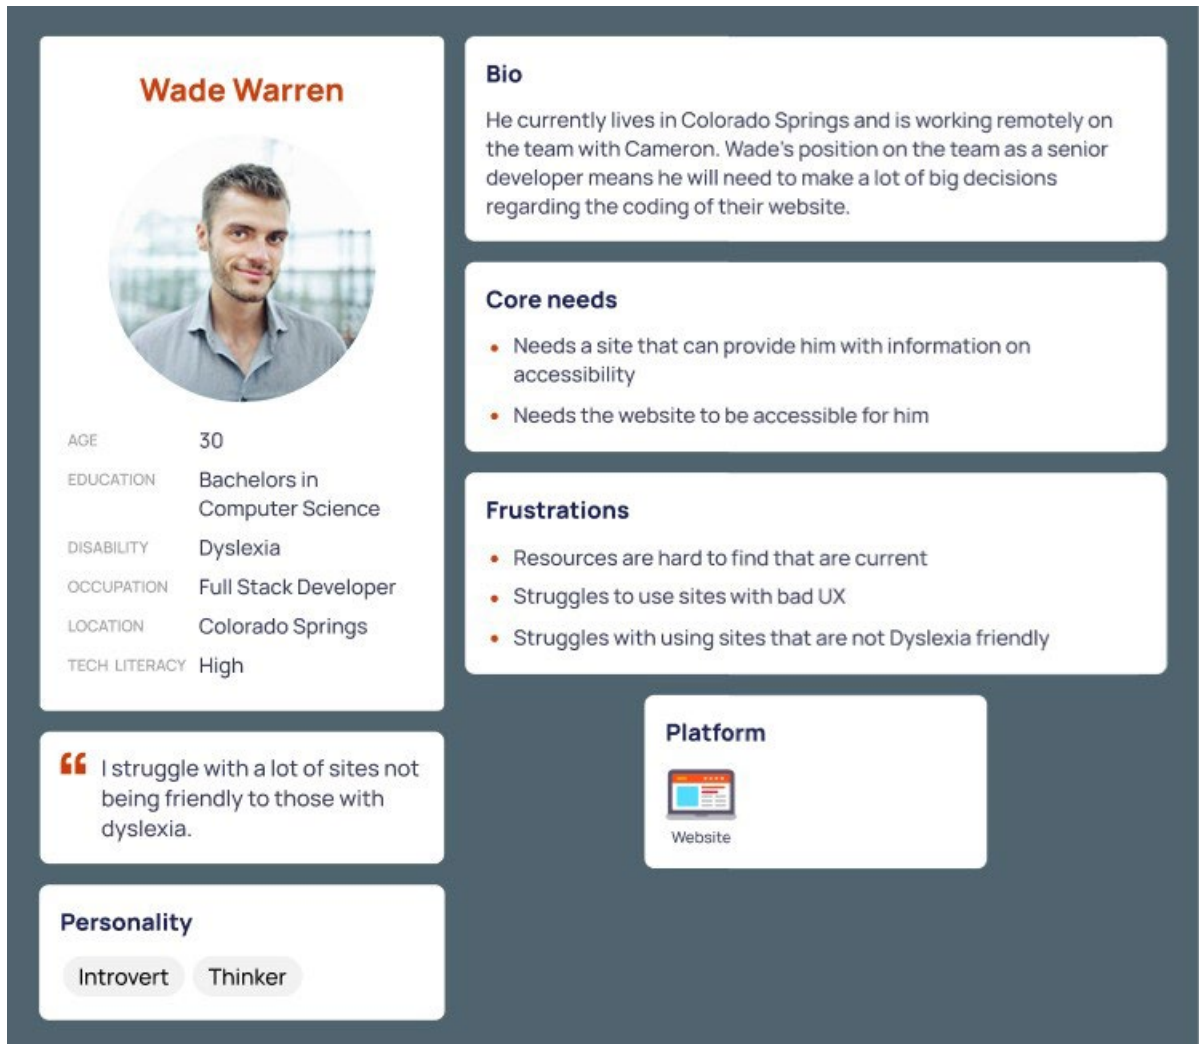 Wade Warren
AGE 30
EDUCATION Bachelors in
Computer Science
DISABILITY Dyslexia
OCCUPATION Full Stack Developer
LOCATION Colorado Springs
TECH LITERACY High
“ I struggle with a lot of sites not
being friendly to those with
dyslexia.
Personality
Introvert Thinker
Bio
He currently lives in Colorado Springs and is working remotely on
the team with Cameron. Wade's position on the team as a senior
developer means he will need to make a lot of big decisions
regarding the coding of their website.
Core needs
• Needs a site that can provide him with information on
accessibility
• Needs the website to be accessible for him
Frustrations
• Resources are hard to find that are current
• Struggles to use sites with bad UX
• Struggles with using sites that are not Dyslexia friendly
Platform
Website